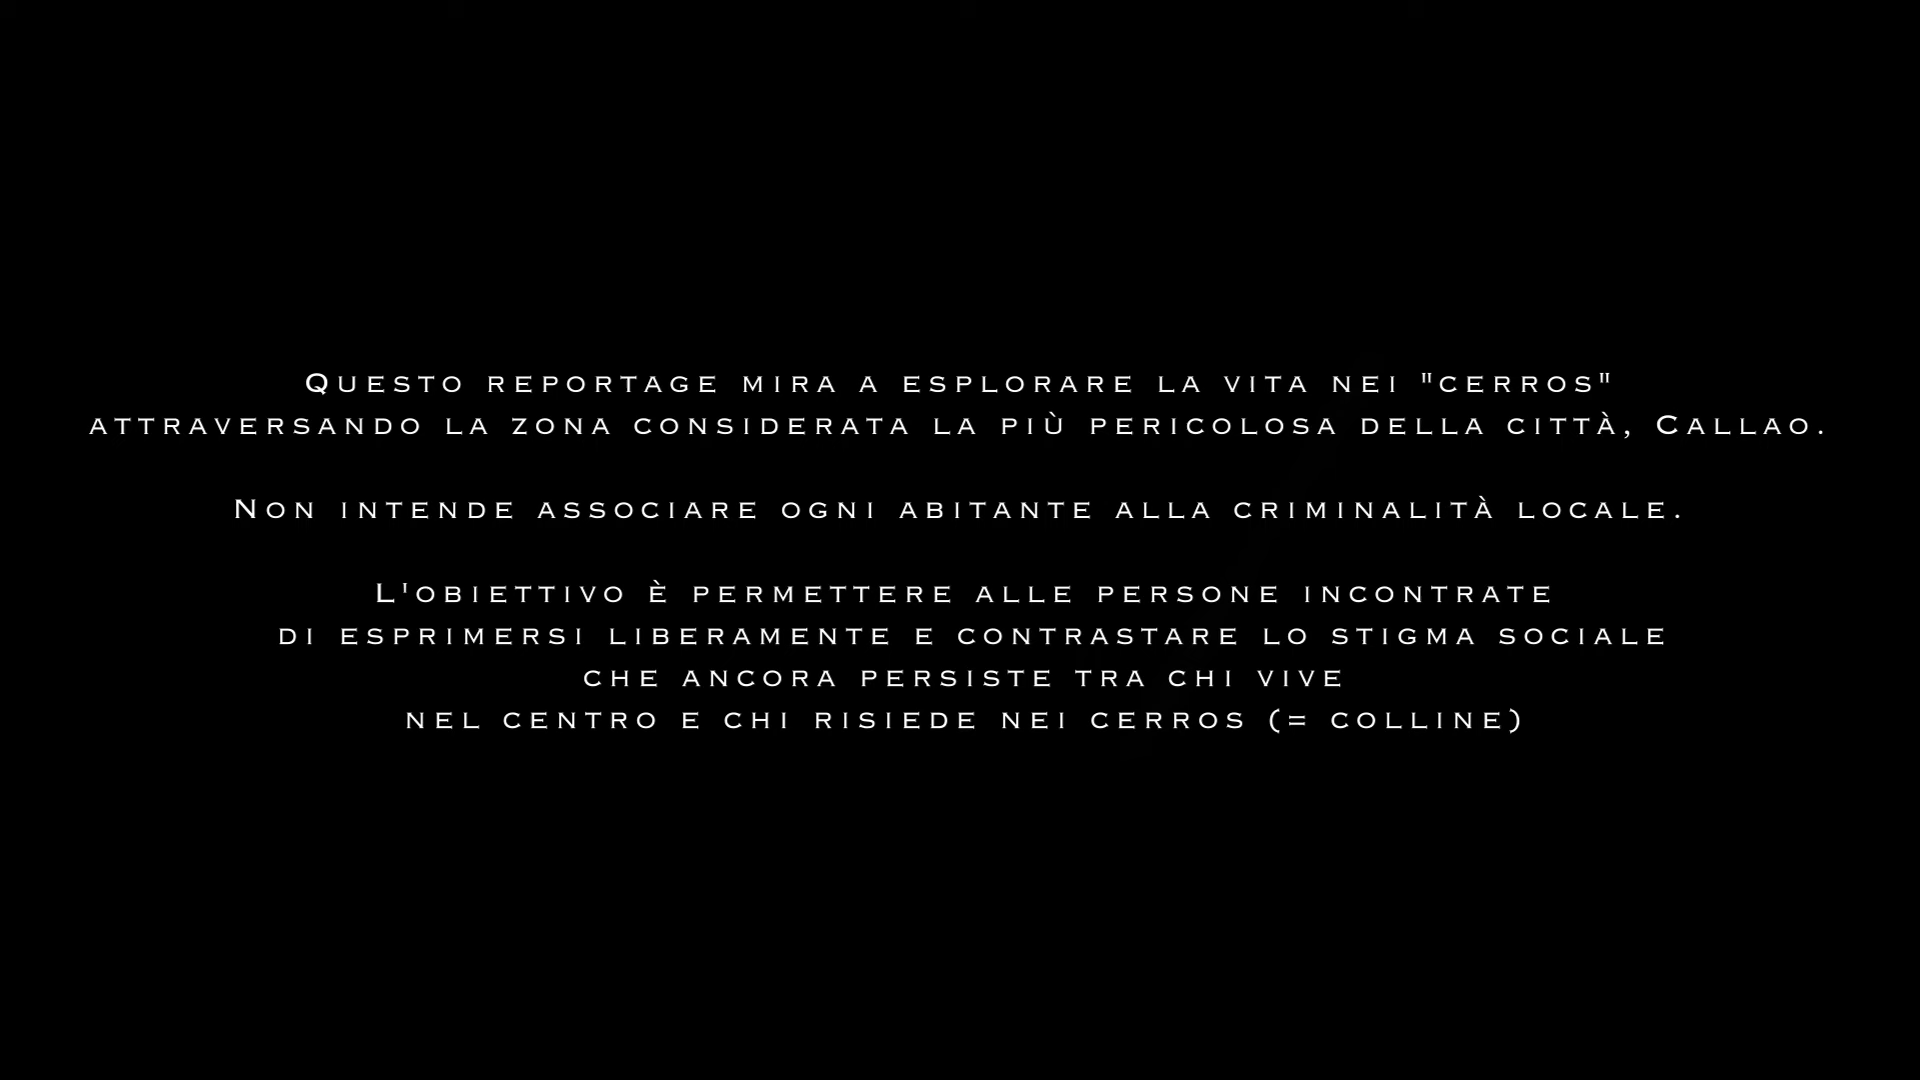 Questo reportage mira a esplorare la vita nei "cerros"
attraversando la zona considerata la più pericolosa della città, Callao.
Non intende associare ogni abitante alla criminalità locale.
L'obiettivo è permettere alle persone incontrate
di esprimersi liberamente e contrastare lo stigma sociale
che ancora persiste tra chi vive
nel centro e chi risiede nei cerros (= colline)